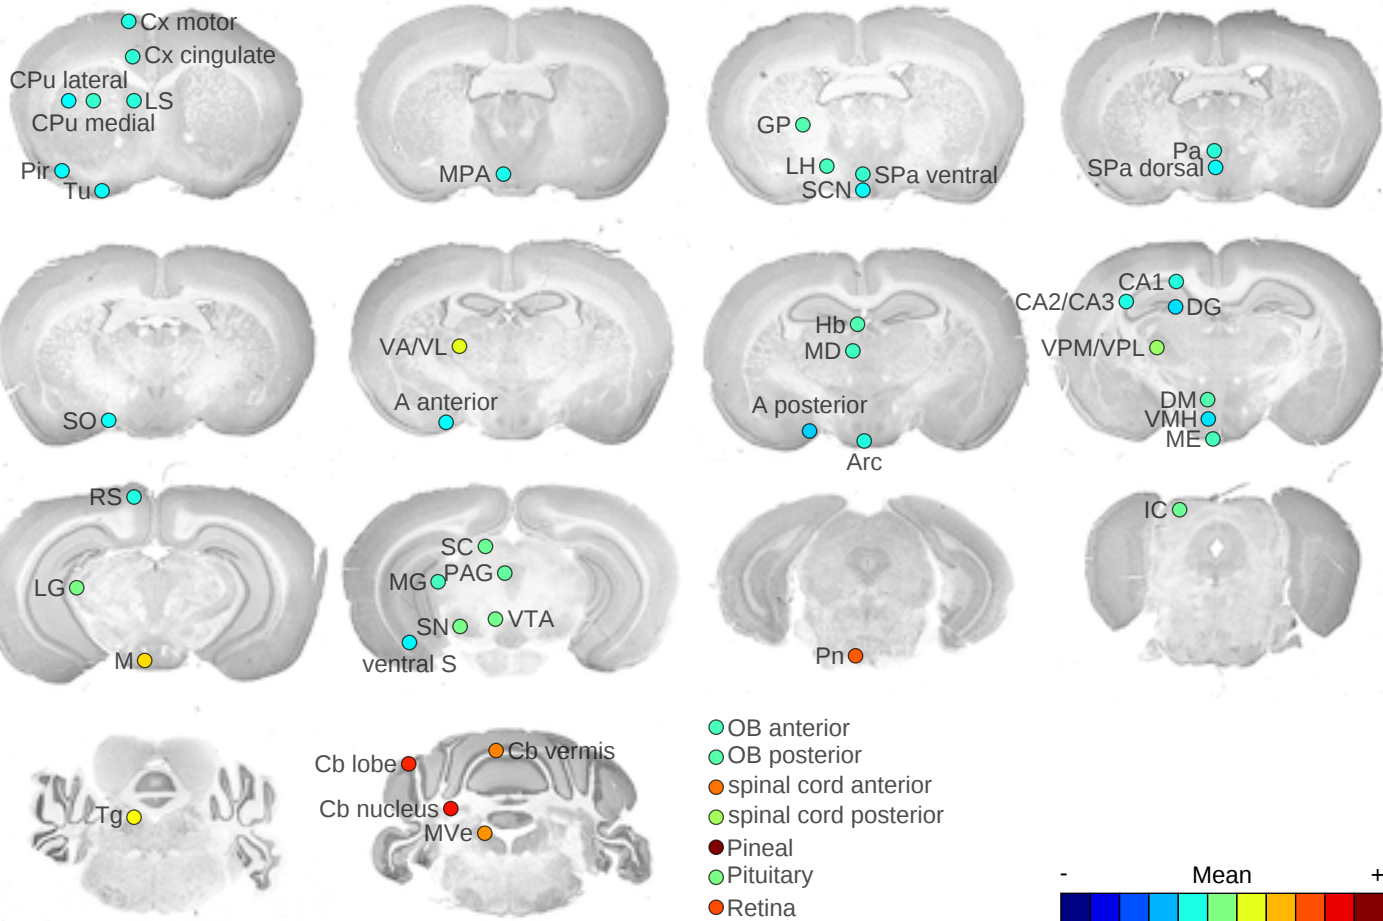 Cx motor
Cx cingulate
CPu lateral
LS
CPu medial
Pir
Tu
MPA
GP
LH
SPa ventral
SCN
Pa
SPa dorsal
SO
VA/VL
A anterior
Hb
MD
A posterior
Arc
CA1
CA2/CA3
DG
VPM/VPL
DM
VMH
ME
RS
LG
M
SC
MG
PAG
SN
VTA
ventral S
Pn
IC
Tg
Cb lobe
Cb vermis
Cb nucleus
MVe
OB anterior
OB posterior
spinal cord anterior
spinal cord posterior
Pineal
Pituitary
Retina
- Mean +